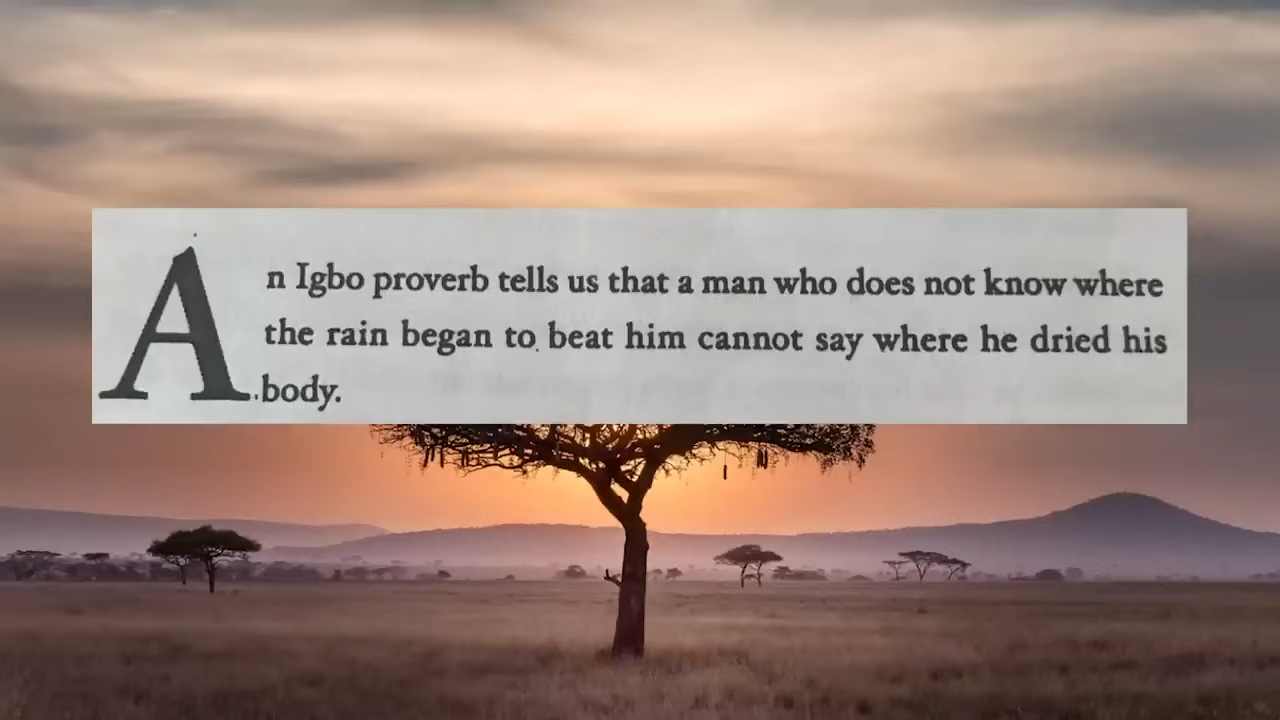 An Igbo proverb tells us that a man who does not know where
the rain began to beat him cannot say where he dried his
body.